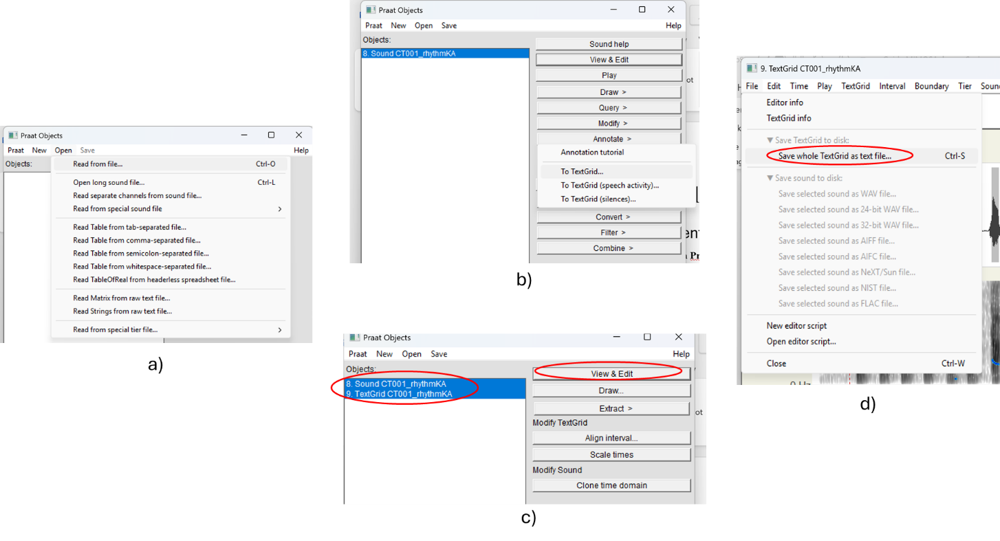 Praat Objects
Praat New Open Save
Help
Objects:
Read from file... Ctrl-O
Open long sound file... Ctrl-L
Read separate channels from sound file...
Read from special sound file
Read Table from tab-separated file...
Read Table from comma-separated file...
Read Table from semicolon-separated file...
Read Table from whitespace-separated file...
Read TableOfReal from headerless spreadsheet file...
Read Matrix from raw text file...
Read Strings from raw text file...
Read from special tier file...
a)
Praat Objects
Praat New Open Save
Help
Objects:
8. Sound CT001_rhythmKA
Sound help
View & Edit
Play
Draw >
Query >
Modify >
Annotate >
Annotation tutorial
To TextGrid...
To TextGrid (speech activity)...
To TextGrid (silences)...
Convert >
Filter >
Combine >
ot
b)
Praat Objects
Praat New Open Save
Help
Objects:
8. Sound CT001_rhythmKA
9. TextGrid CT001_rhythmKA
View & Edit
Draw...
Extract >
Modify TextGrid
Align interval...
Scale times
Modify Sound
Clone time domain
ot
c)
9. TextGrid CT001_rhythmKA
File Edit Time Play TextGrid Interval Boundary Tier Soun
Editor info
TextGrid info
▼ Save TextGrid to disk:
Save whole TextGrid as text file... Ctrl-S
▼ Save sound to disk:
Save selected sound as WAV file...
Save selected sound as 24-bit WAV file...
Save selected sound as 32-bit WAV file...
Save selected sound as AIFF file...
Save selected sound as AIFC file...
Save selected sound as NeXT/Sun file...
Save selected sound as NIST file...
Save selected sound as FLAC file...
New editor script
Open editor script...
Close Ctrl-W
d)